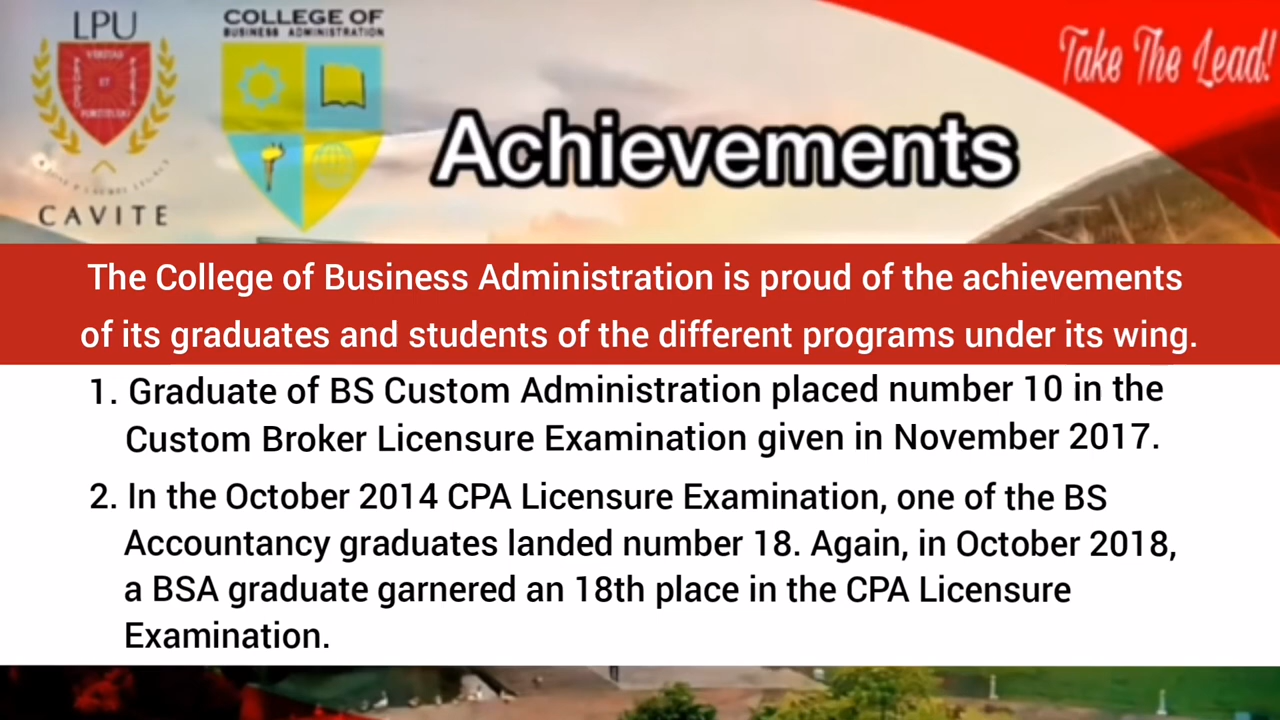 LPU
VERITAS
ET
FORTITUDO
CAVITE
COLLEGE OF
BUSINESS ADMINISTRATION
Take The Lead!
Achievements
The College of Business Administration is proud of the achievements
of its graduates and students of the different programs under its wing.
1. Graduate of BS Custom Administration placed number 10 in the
Custom Broker Licensure Examination given in November 2017.
2. In the October 2014 CPA Licensure Examination, one of the BS
Accountancy graduates landed number 18. Again, in October 2018,
a BSA graduate garnered an 18th place in the CPA Licensure
Examination.